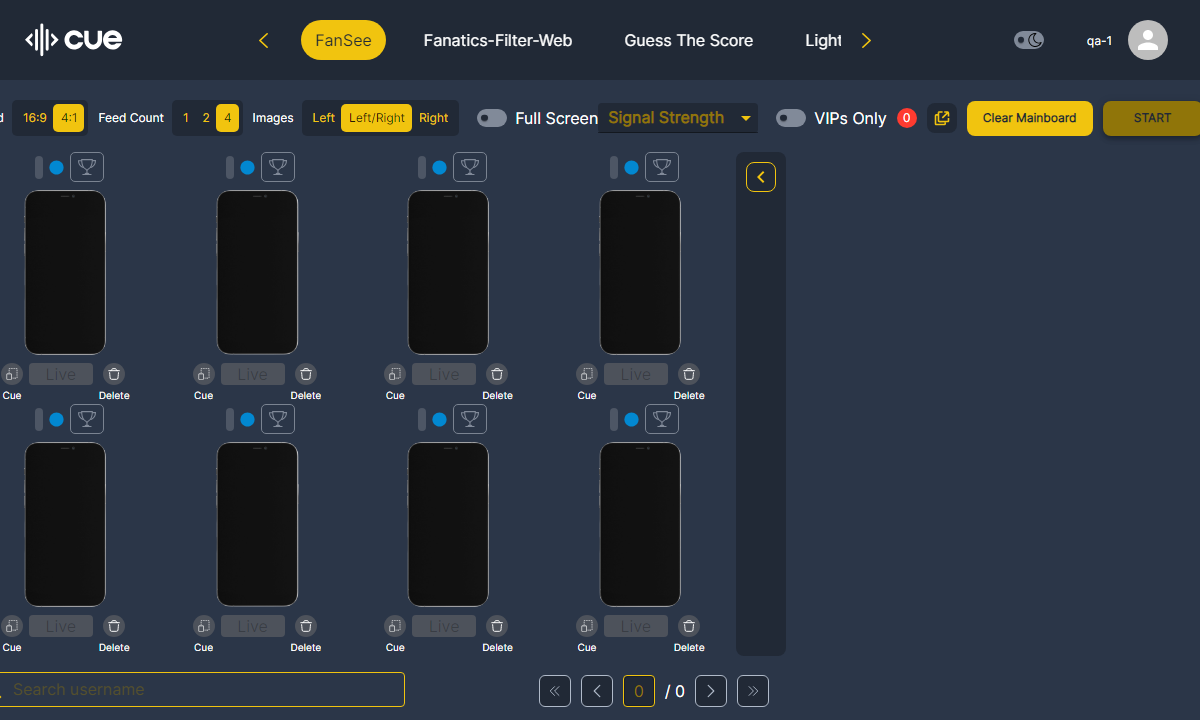 cue
FanSee
Fanatics-Filter-Web
Guess The Score
Light
qa-1
16:9 4:1
Feed Count
1 2 4
Images
Left Left/Right Right
Full Screen
Signal Strength
VIPs Only
0
Clear Mainboard
START
Live Live Live Live
Cue Delete Cue Delete Cue Delete Cue Delete
Live Live Live Live
Cue Delete Cue Delete Cue Delete Cue Delete
Search username
0 / 0